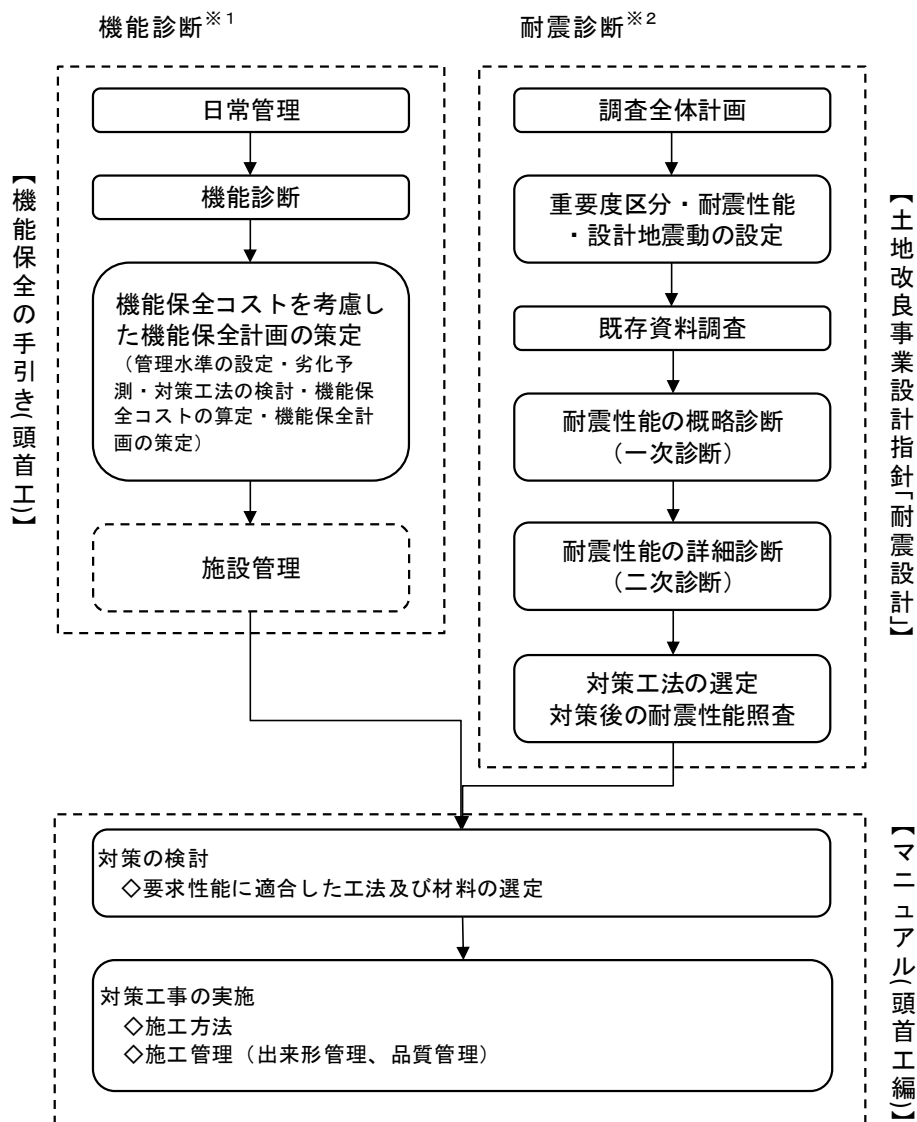 機能診断※1
日常管理
機能診断
機能保全コストを考慮し
た機能保全計画の策定
(管理水準の設定・劣化予
測・対策工法の検討・機能保
全コストの算定・機能保全計
画の策定)
施設管理
【機能保全の手引き(頭首工)】
耐震診断※2
調査全体計画
重要度区分・耐震性能
・設計地震動の設定
既存資料調査
耐震性能の概略診断
(一次診断)
耐震性能の詳細診断
(二次診断)
対策工法の選定
対策後の耐震性能照査
【土地改良事業設計指針「耐震設計」】
対策の検討
◇要求性能に適合した工法及び材料の選定
対策工事の実施
◇施工方法
◇施工管理(出来形管理、品質管理)
【マニュアル(頭首工編)】